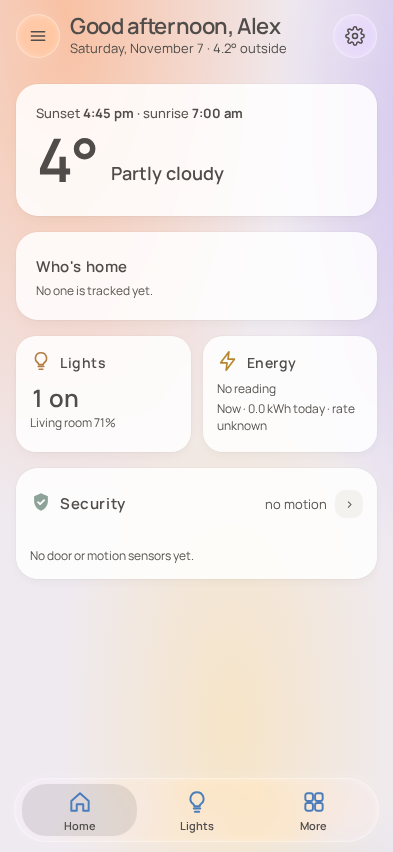 Good afternoon, Alex
Saturday, November 7 · 4.2° outside
Sunset 4:45 pm · sunrise 7:00 am
4° Partly cloudy
Who's home
No one is tracked yet.
Lights
1 on
Living room 71%
Energy
No reading
Now · 0.0 kWh today · rate
unknown
Security
no motion
No door or motion sensors yet.
Home
Lights
More